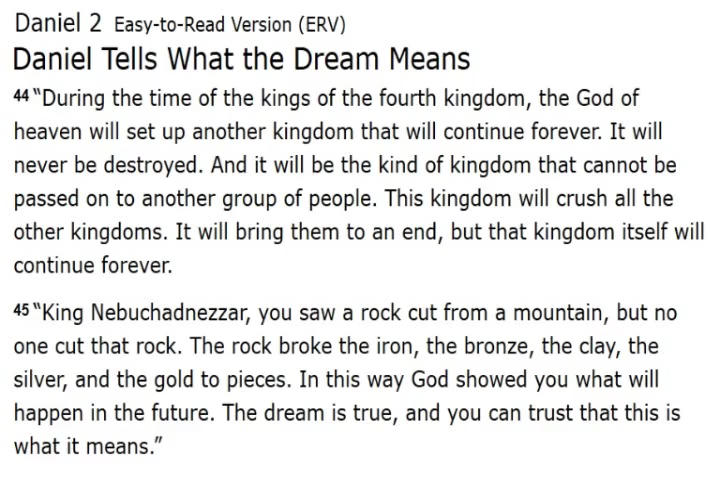 Daniel 2 Easy-to-Read Version (ERV)
Daniel Tells What the Dream Means
44 “During the time of the kings of the fourth kingdom, the God of
heaven will set up another kingdom that will continue forever. It will
never be destroyed. And it will be the kind of kingdom that cannot be
passed on to another group of people. This kingdom will crush all the
other kingdoms. It will bring them to an end, but that kingdom itself will
continue forever.
45 “King Nebuchadnezzar, you saw a rock cut from a mountain, but no
one cut that rock. The rock broke the iron, the bronze, the clay, the
silver, and the gold to pieces. In this way God showed you what will
happen in the future. The dream is true, and you can trust that this is
what it means.”